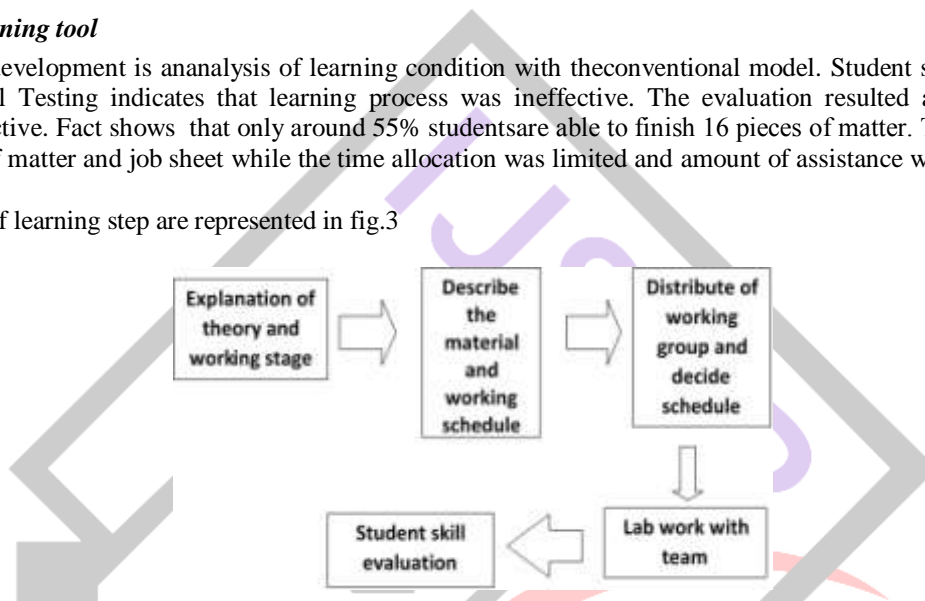 rning tool
development is ananalysis of learning condition with theconventional model. Student s
l Testing indicates that learning process was ineffective. The evaluation resulted a
ctive. Fact shows that only around 55% studentsare able to finish 16 pieces of matter. T
f matter and job sheet while the time allocation was limited and amount of assistance w
f learning step are represented in fig.3
Explanation of
theory and
working stage
Describe
the
material
and
working
schedule
Distribute of
working
group and
decide
schedule
Lab work with
team
Student skill
evaluation